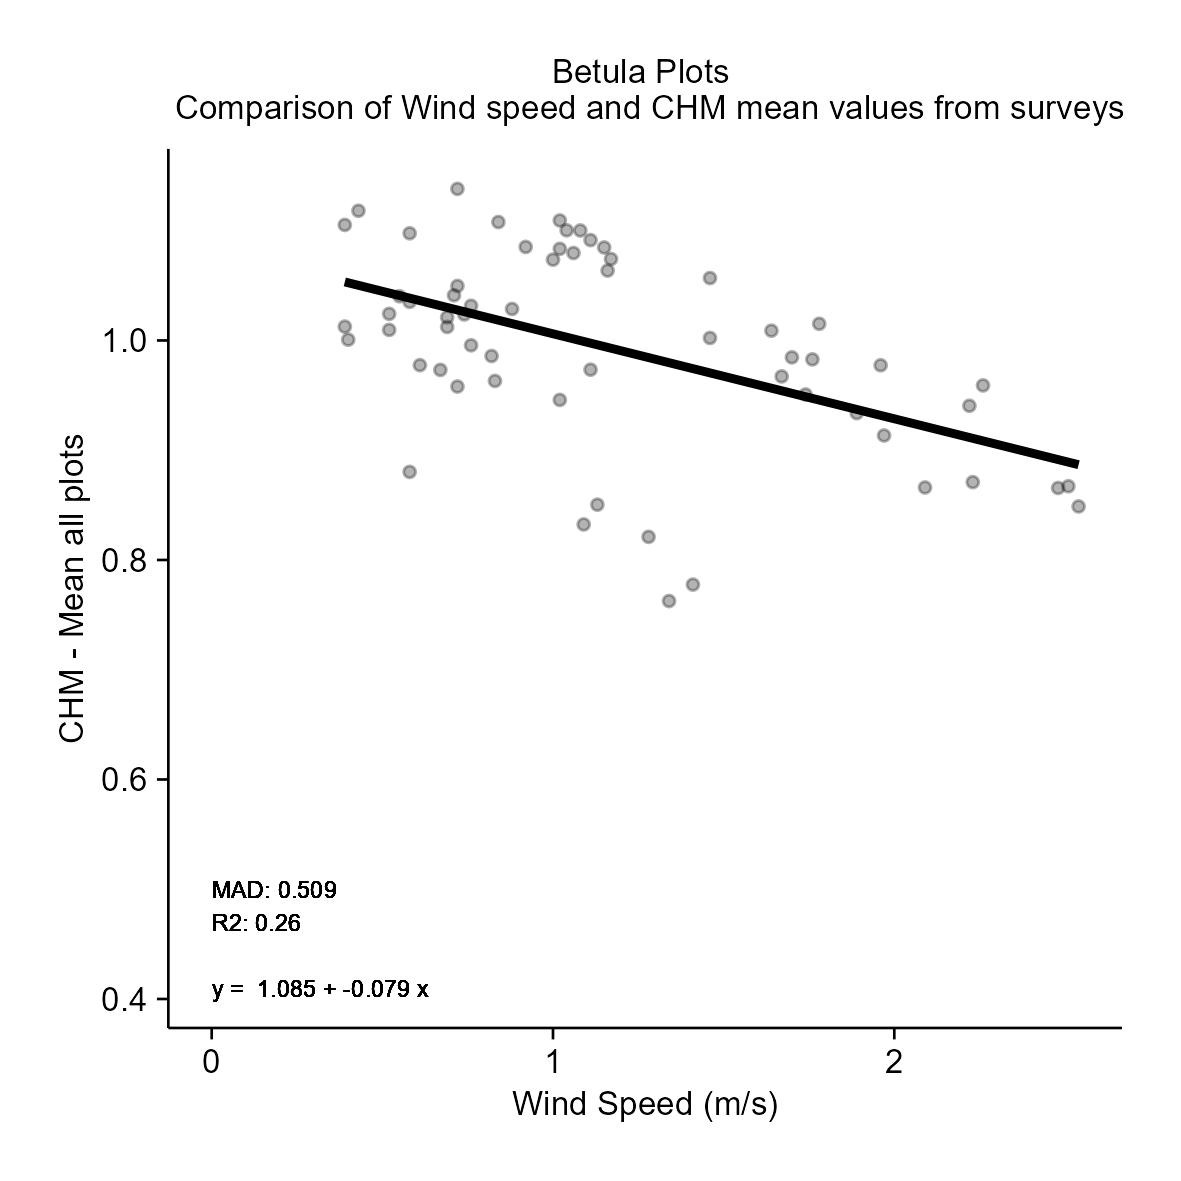 Betula Plots
Comparison of Wind speed and CHM mean values from surveys
CHM - Mean all plots
1.0
0.8
0.6
0.4
MAD: 0.509
R2: 0.26
y =  1.085 + -0.079 x
0 1 2
Wind Speed (m/s)